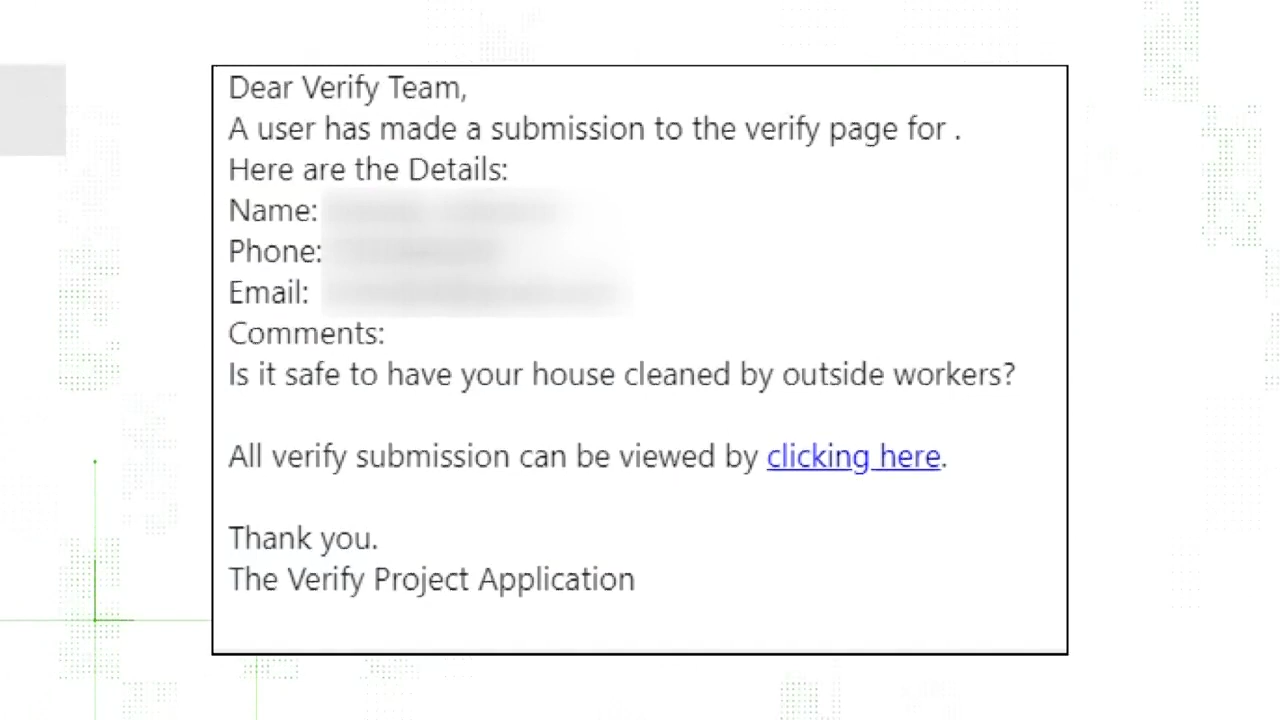 Dear Verify Team,
A user has made a submission to the verify page for .
Here are the Details:
Name:
Phone:
Email:
Comments:
Is it safe to have your house cleaned by outside workers?
All verify submission can be viewed by clicking here.
Thank you.
The Verify Project Application